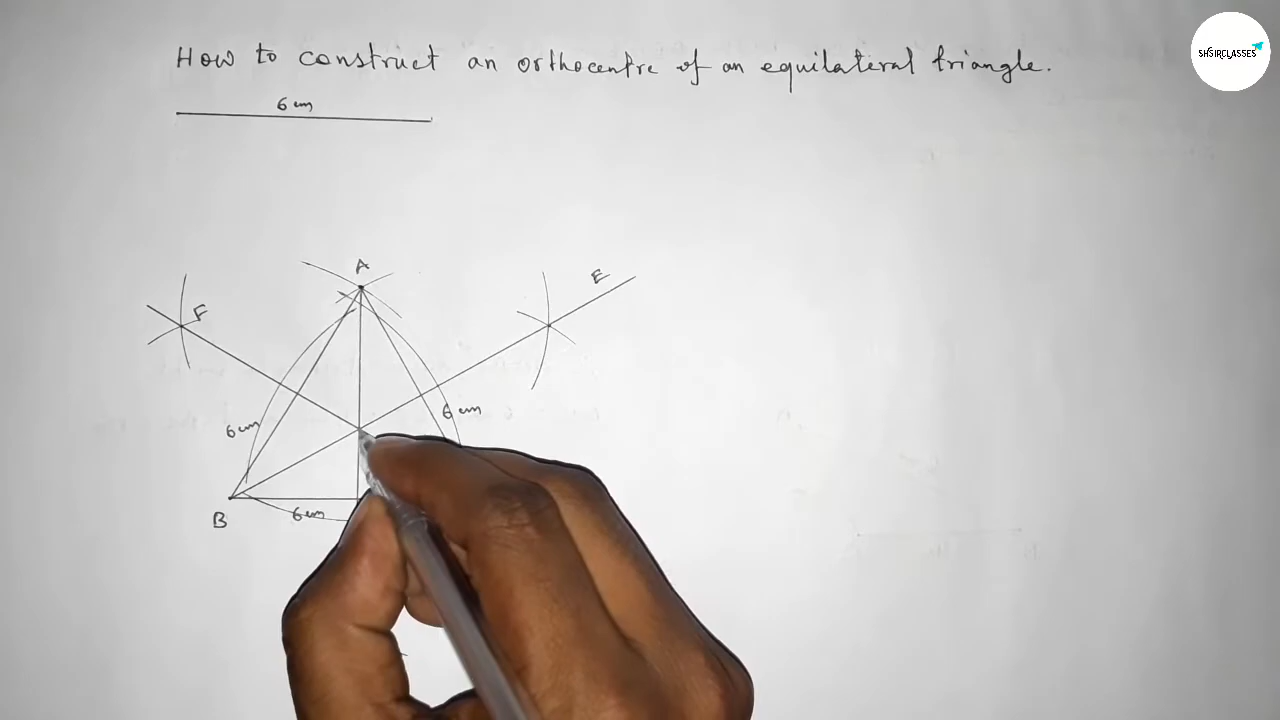 How to construct an orthocentre of an equilateral triangle.
SHSIRCLASSES
6 cm
A
E
F
6 cm
6 cm
B
6 cm